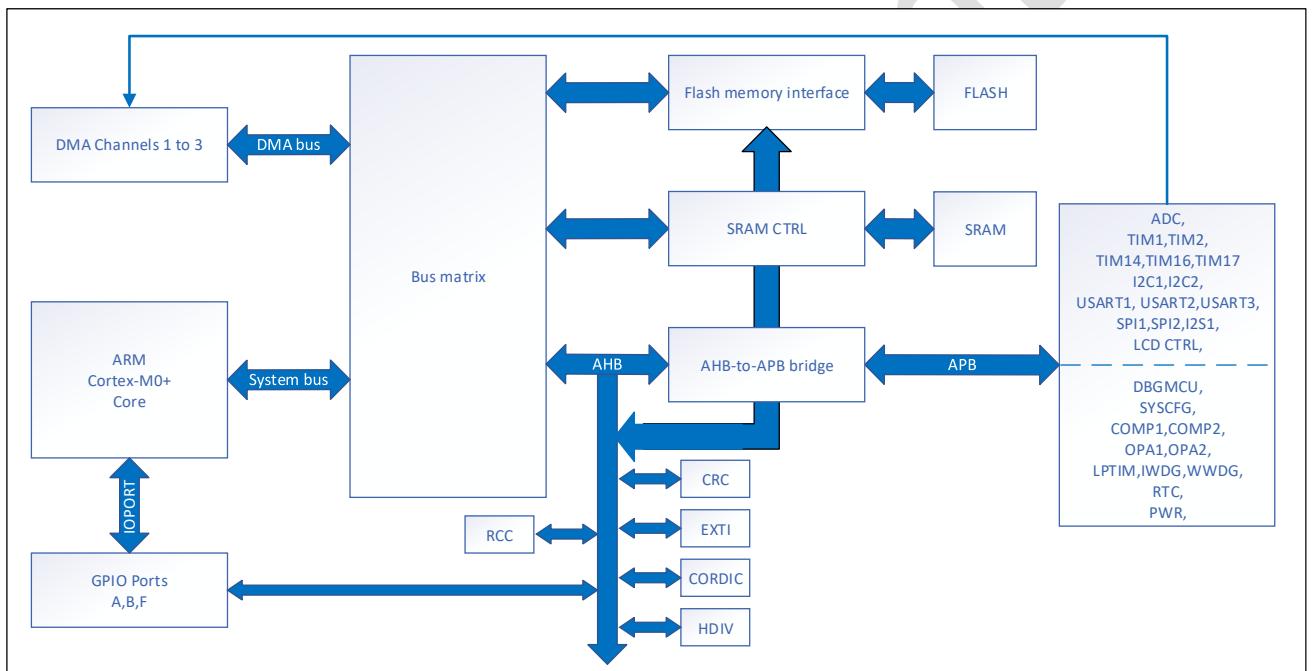 Flash memory interface
FLASH
DMA Channels 1 to 3
DMA bus
SRAM CTRL
SRAM
Bus matrix
ADC,
TIM1,TIM2,
TIM14,TIM16,TIM17
I2C1,I2C2,
USART1, USART2,USART3,
SPI1,SPI2,I2S1,
LCD CTRL,
ARM
Cortex-M0+
Core
System bus
AHB
AHB-to-APB bridge
APB
DBGMCU,
SYSCFG,
COMP1,COMP2,
OPA1,OPA2,
LPTIM,IWDG,WWDG,
RTC,
PWR,
IOPORT
CRC
RCC
EXTI
GPIO Ports
A,B,F
CORDIC
HDIV